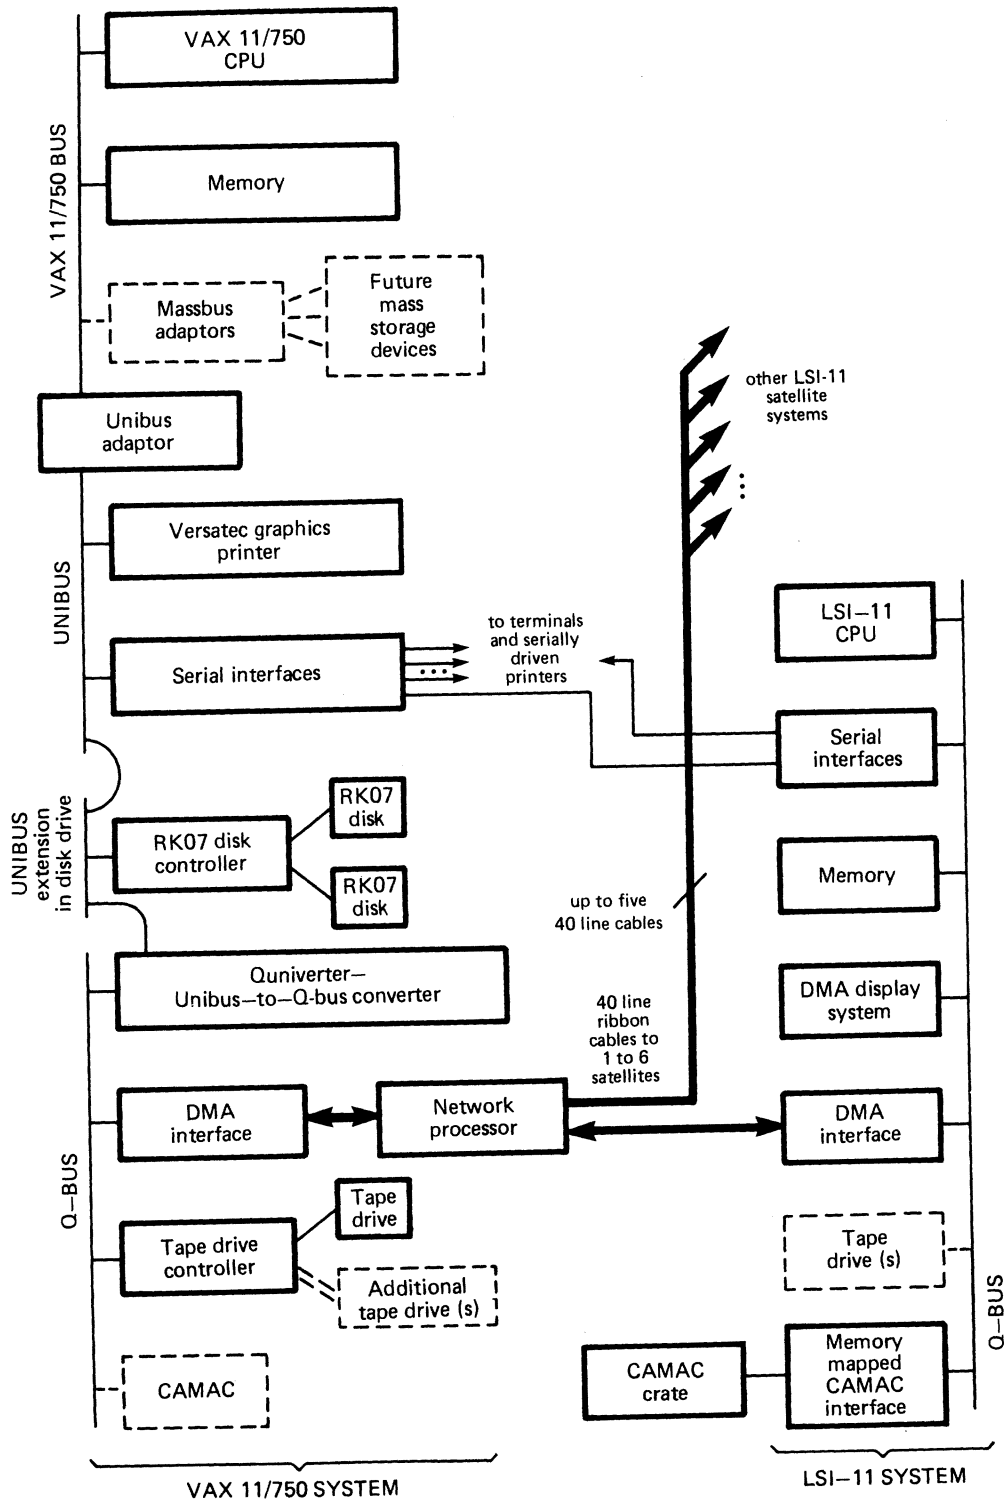 VAX 11/750
CPU
VAX 11/750 BUS
Memory
Massbus
adaptors
Future
mass
storage
devices
Unibus
adaptor
other LSI-11
satellite
systems
Versatec graphics
printer
UNIBUS
Serial interfaces
to terminals
and serially
driven
printers
LSI-11
CPU
Serial
interfaces
UNIBUS
extension
in disk drive
RK07 disk
controller
RK07
disk
RK07
disk
up to five
40 line cables
Memory
Quniverter-
Unibus-to-Q-bus converter
DMA display
system
40 line
ribbon
cables to
1 to 6
satellites
DMA
interface
Network
processor
DMA
interface
Q-BUS
Tape drive
controller
Tape
drive
Additional
tape drive (s)
Tape
drive (s)
CAMAC
CAMAC
crate
Memory
mapped
CAMAC
interface
Q-BUS
VAX 11/750 SYSTEM
LSI-11 SYSTEM